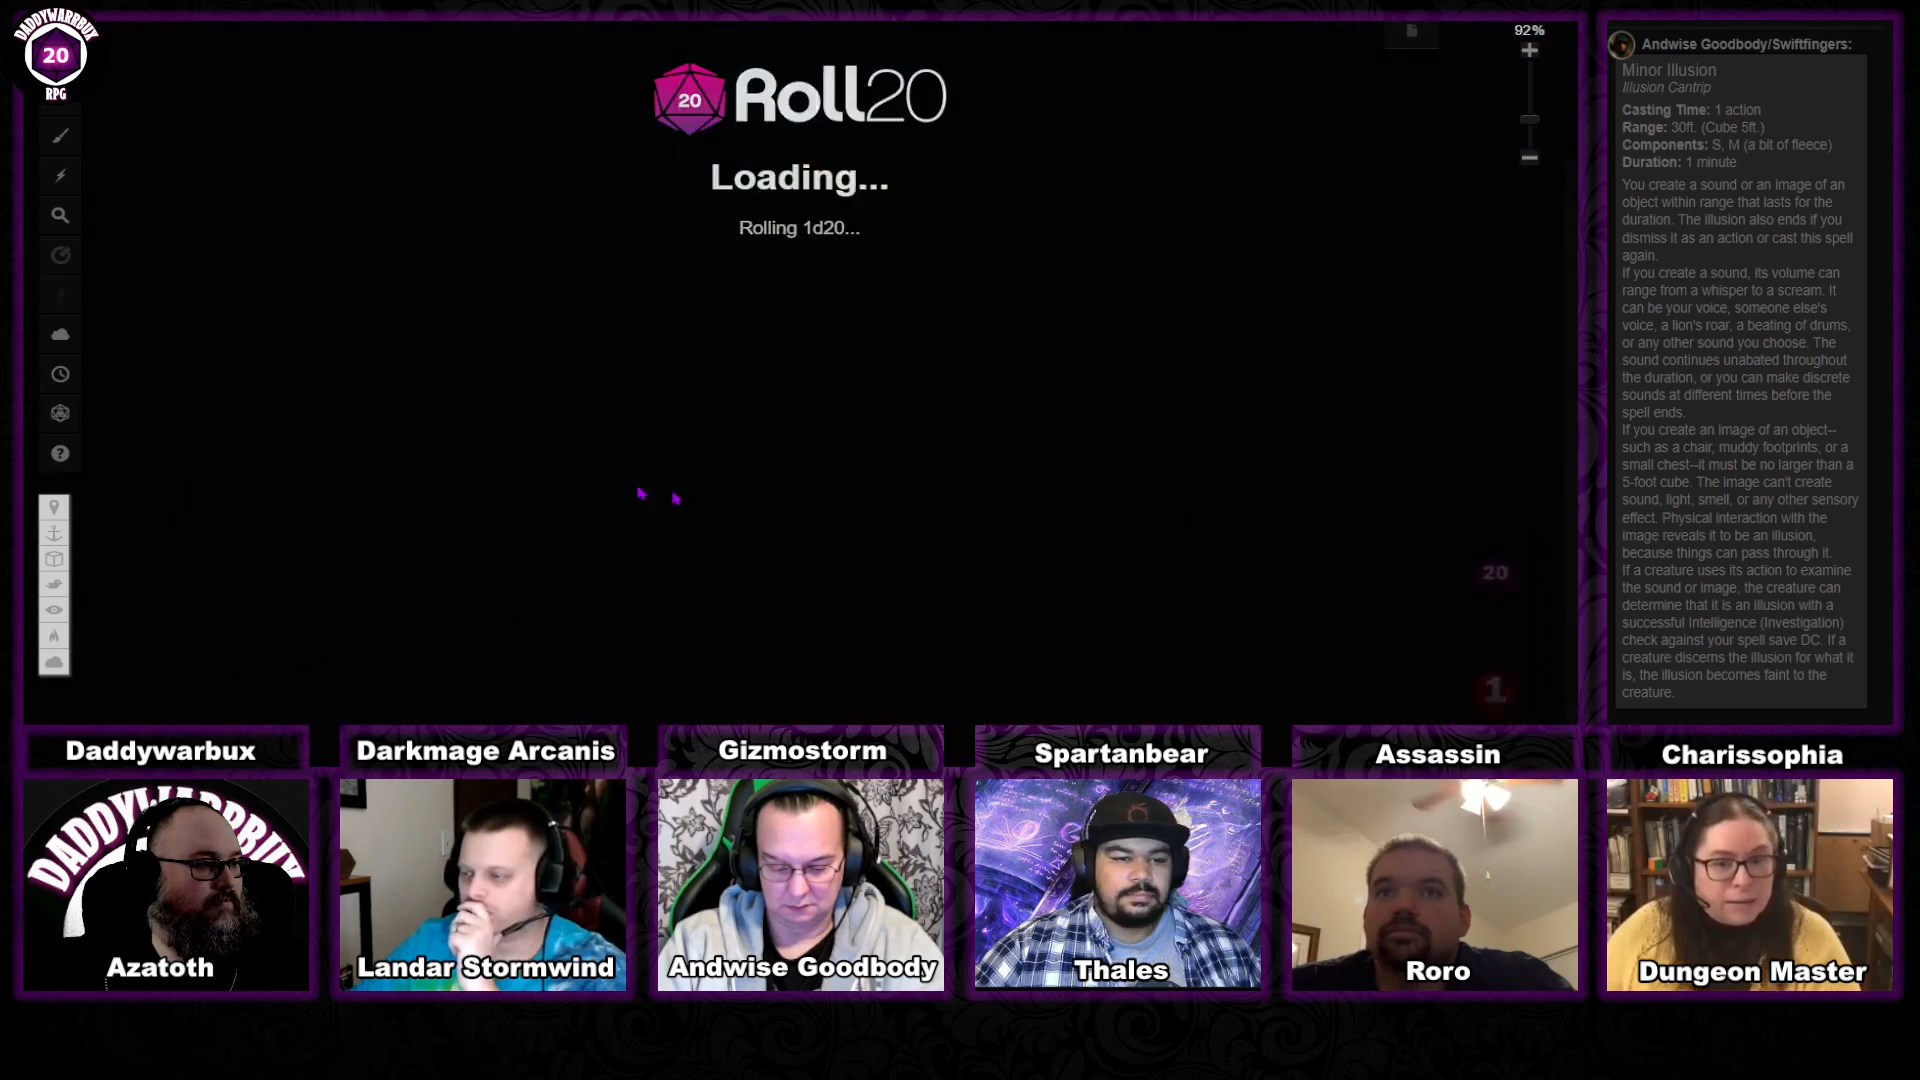 DADDYWARRBUX
20
RPG
20
Roll20
Loading...
Rolling 1d20...
92%
20
1
Andwise Goodbody/Swiftfingers:
Minor Illusion
Illusion Cantrip
Casting Time: 1 action
Range: 30ft. (Cube 5ft.)
Components: S, M (a bit of fleece)
Duration: 1 minute
You create a sound or an image of an
object within range that lasts for the
duration. The illusion also ends if you
dismiss it as an action or cast this spell
again.
If you create a sound, its volume can
range from a whisper to a scream. It
can be your voice, someone else's
voice, a lion's roar, a beating of drums,
or any other sound you choose. The
sound continues unabated throughout
the duration, or you can make discrete
sounds at different times before the
spell ends.
If you create an image of an object--
such as a chair, muddy footprints, or a
small chest--it must be no larger than a
5-foot cube. The image can't create
sound, light, smell, or any other sensory
effect. Physical interaction with the
image reveals it to be an illusion,
because things can pass through it.
If a creature uses its action to examine
the sound or image, the creature can
determine that it is an illusion with a
successful Intelligence (Investigation)
check against your spell save DC. If a
creature discerns the illusion for what it
is, the illusion becomes faint to the
creature.
Daddywarbux
Darkmage Arcanis
Gizmostorm
Spartanbear
Assassin
Charissophia
Azatoth
Landar Stormwind
Andwise Goodbody
Thales
Roro
Dungeon Master